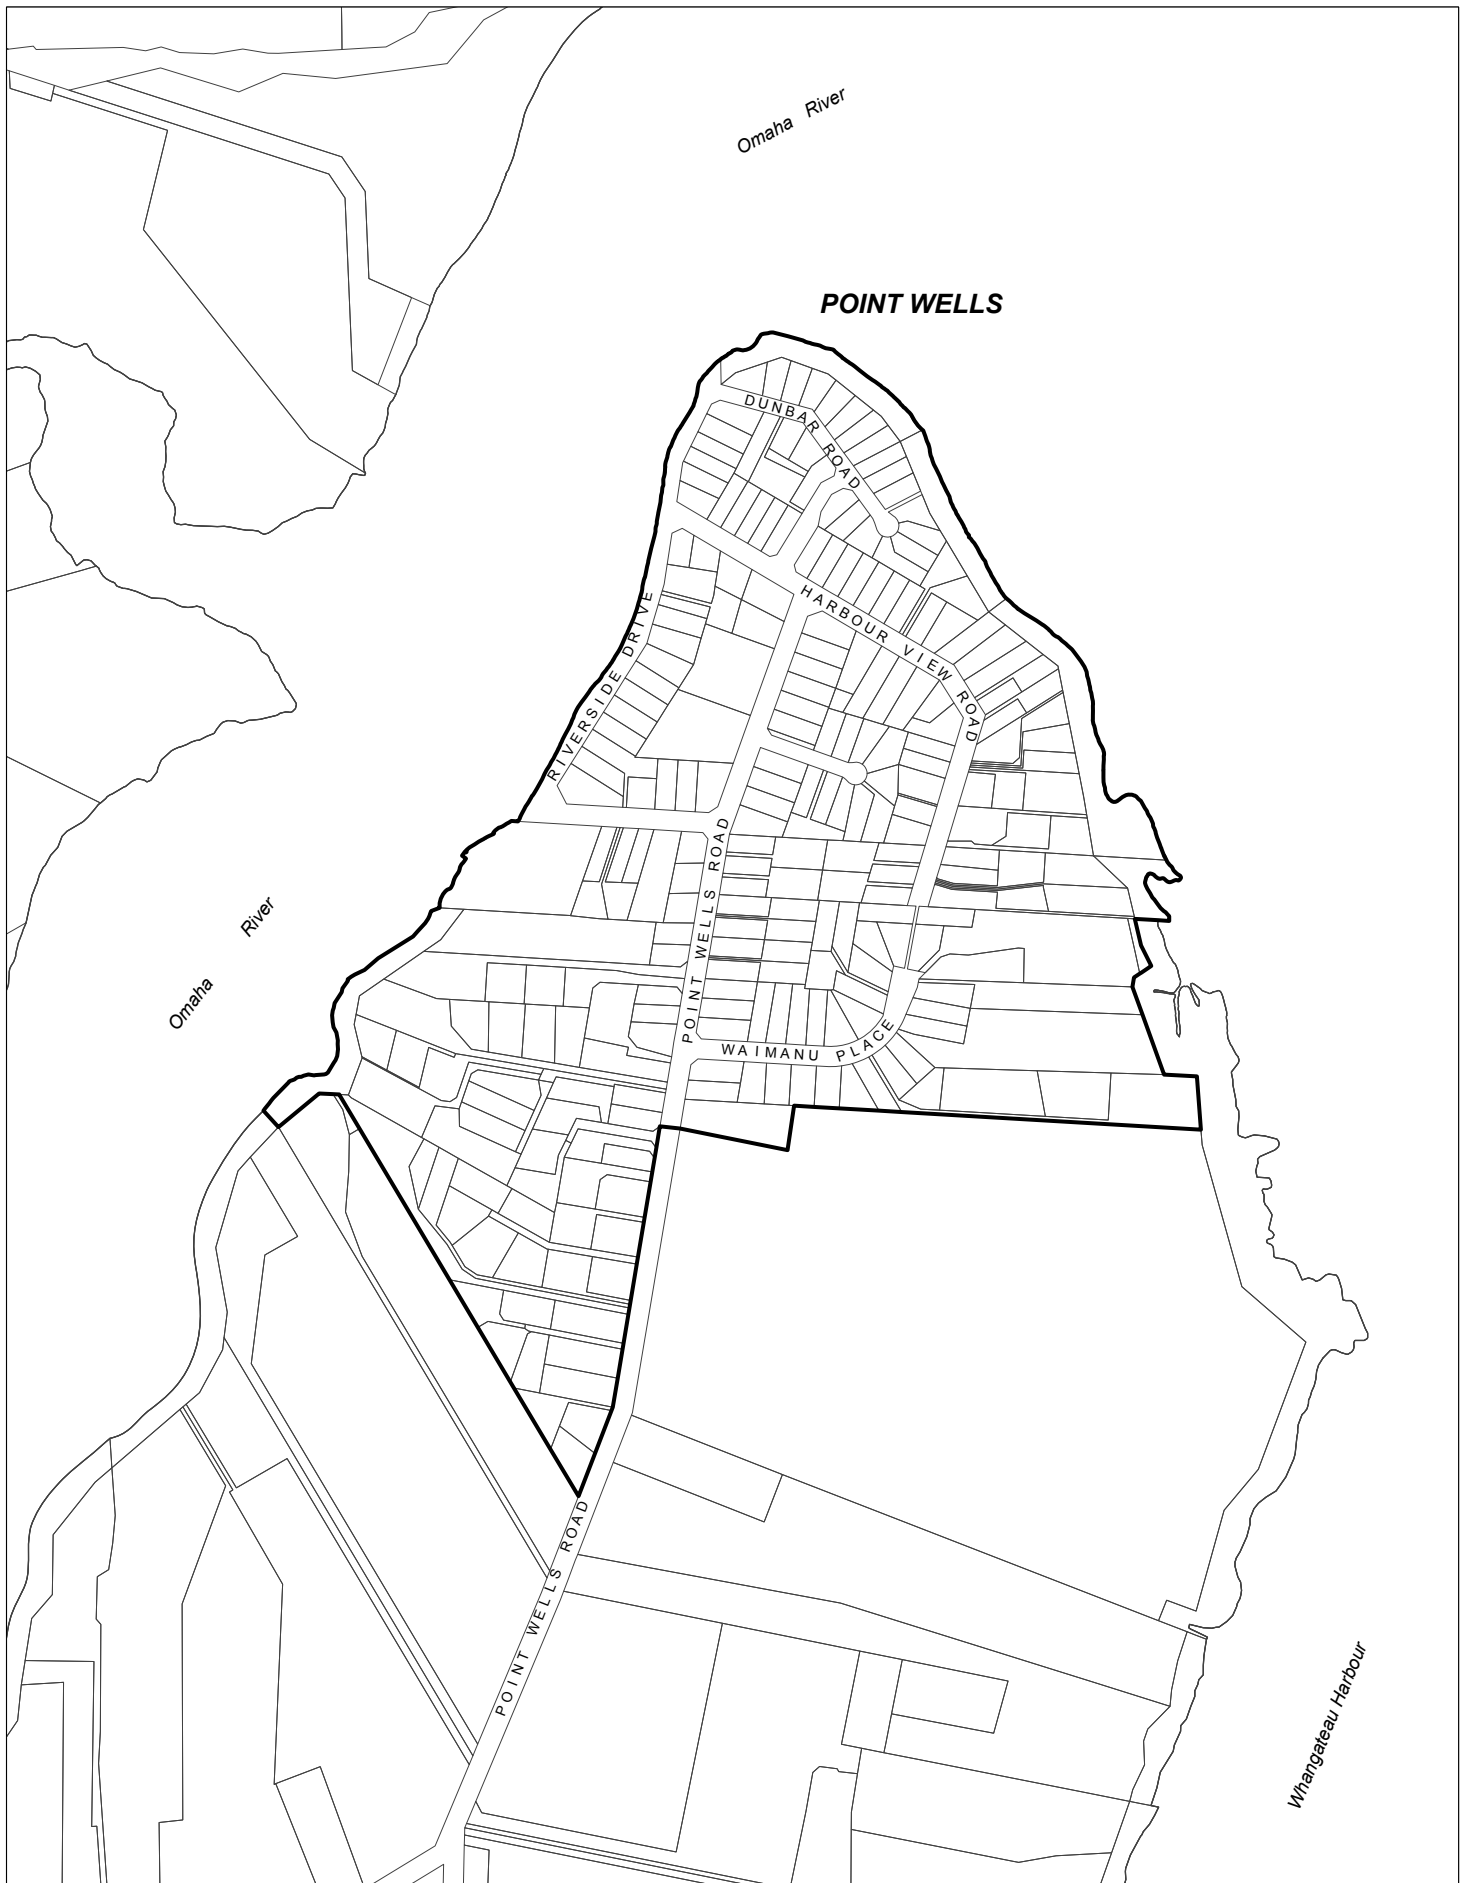 Omaha River
POINT WELLS
DUNBAR ROAD
HARBOUR VIEW ROAD
RIVERSIDE DRIVE
POINT WELLS ROAD
Omaha River
WAIMANU PLACE
POINT WELLS ROAD
Whangateau Harbour